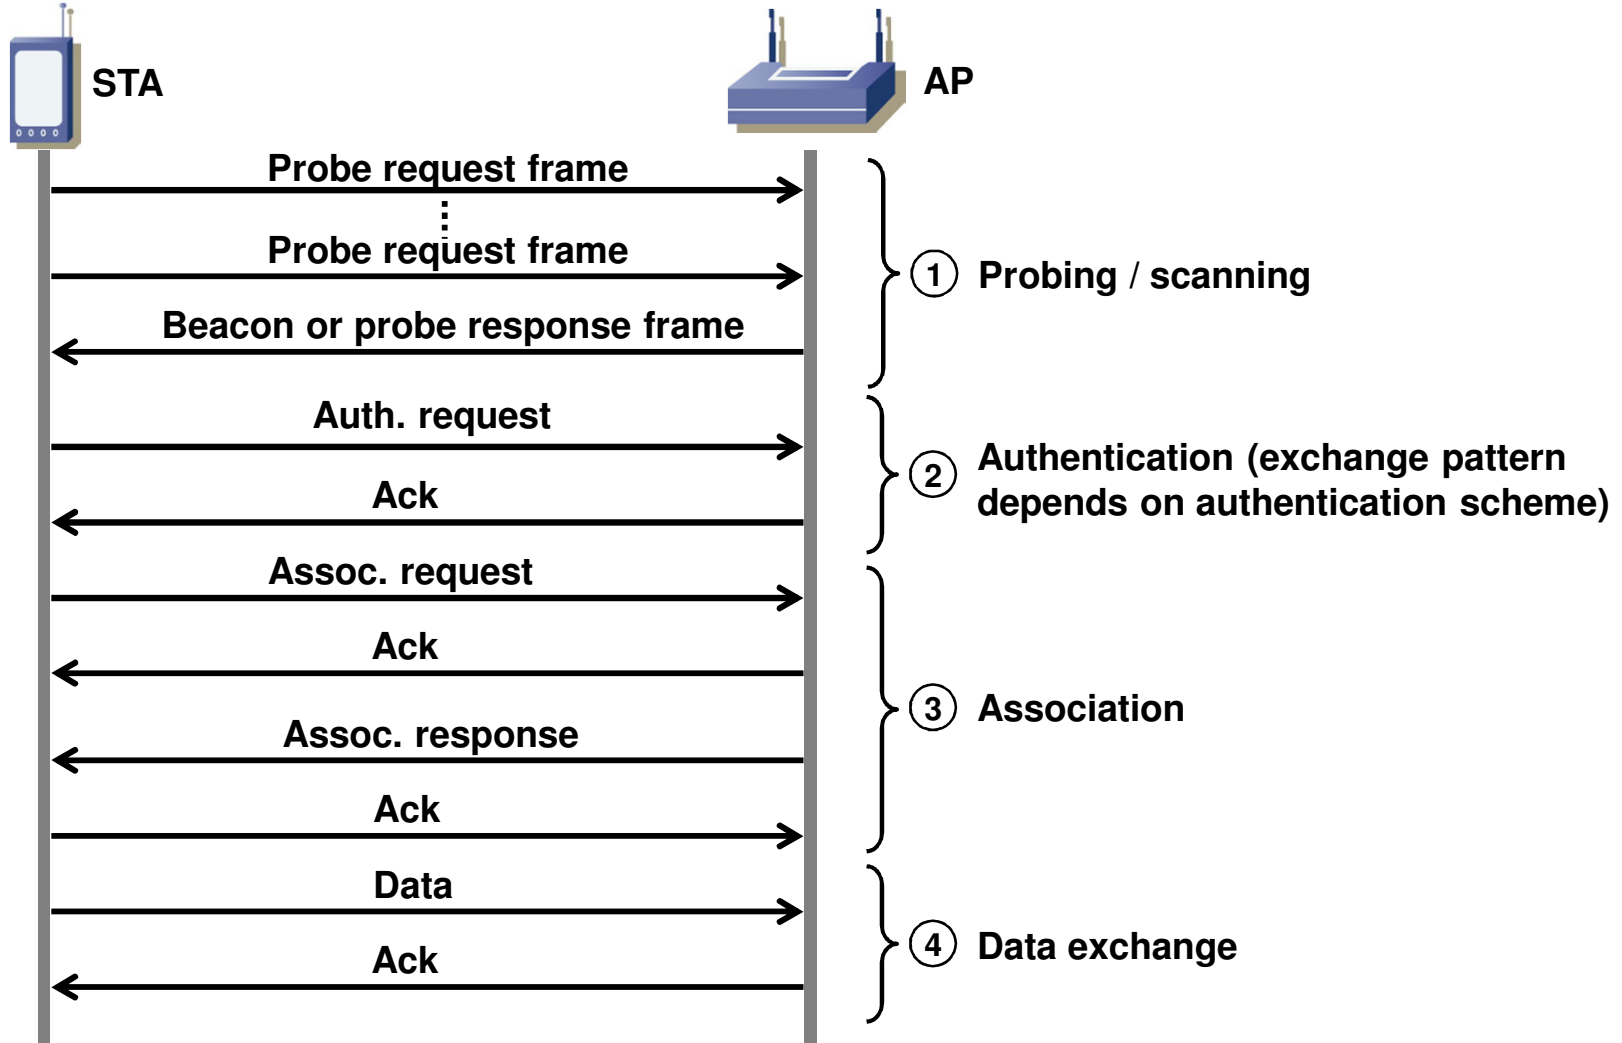 STA
AP
Probe request frame
Probe request frame
Beacon or probe response frame
1 Probing / scanning
Auth. request
Ack
2 Authentication (exchange pattern
depends on authentication scheme)
Assoc. request
Ack
Assoc. response
Ack
3 Association
Data
Ack
4 Data exchange